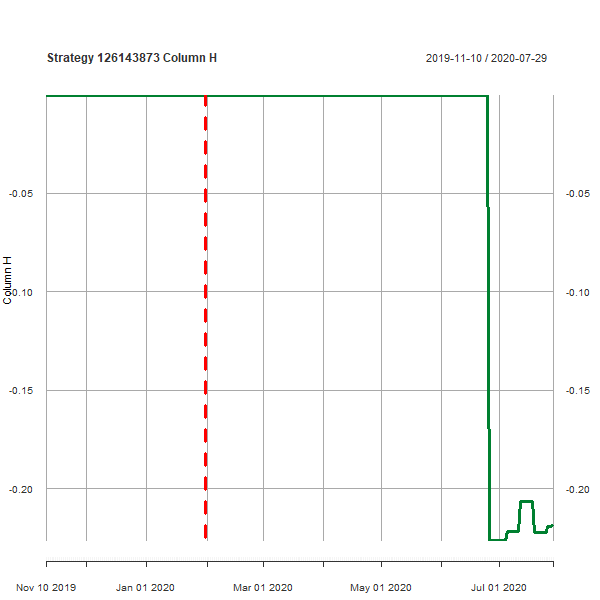 Strategy 126143873 Column H
2019-11-10 / 2020-07-29
-0.05
-0.05
Column H
-0.10
-0.10
-0.15
-0.15
-0.20
-0.20
Nov 10 2019
Jan 01 2020
Mar 01 2020
May 01 2020
Jul 01 2020